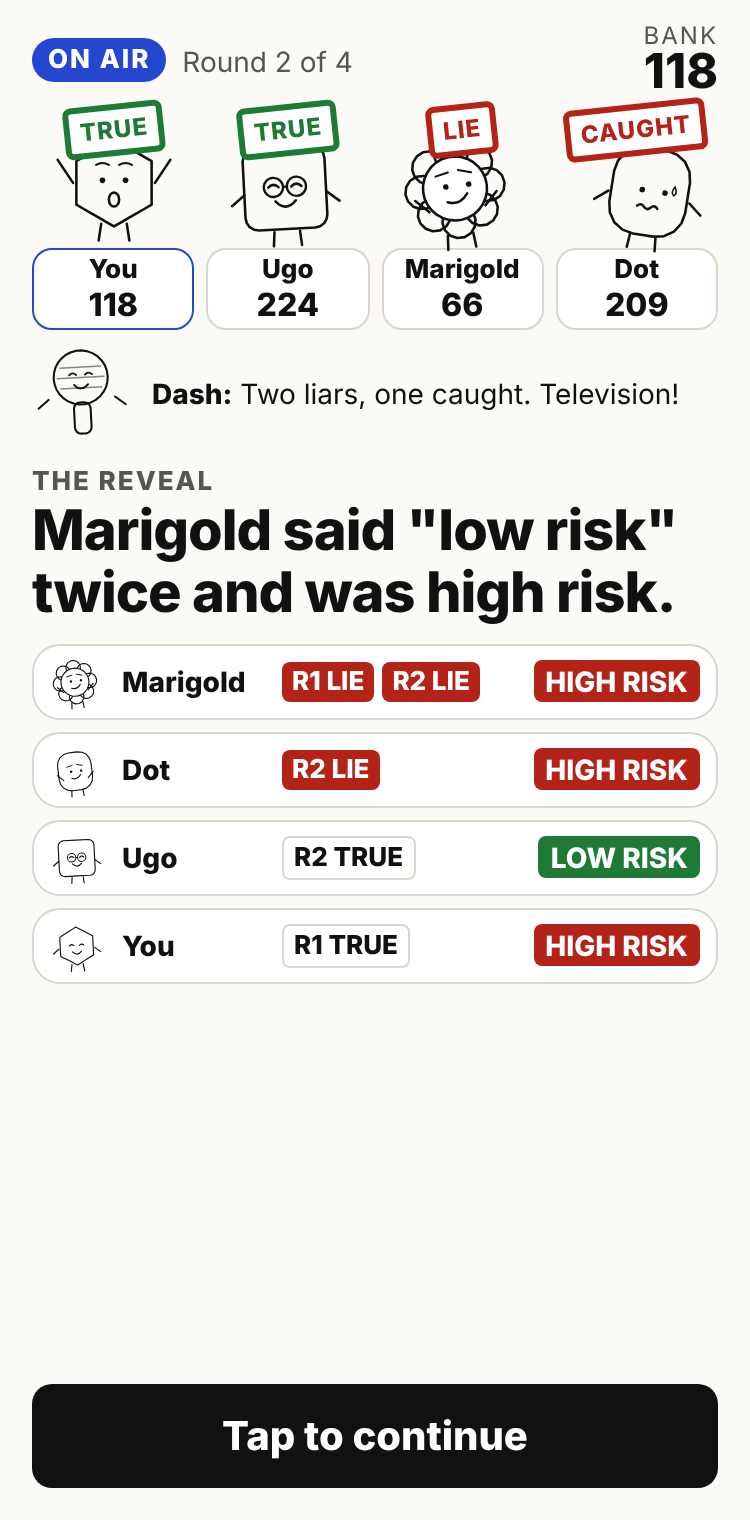 ON AIR Round 2 of 4
BANK
118
TRUE TRUE LIE CAUGHT
You Ugo Marigold Dot
118 224 66 209
Dash: Two liars, one caught. Television!
THE REVEAL
Marigold said "low risk"
twice and was high risk.
Marigold R1 LIE R2 LIE HIGH RISK
Dot R2 LIE HIGH RISK
Ugo R2 TRUE LOW RISK
You R1 TRUE HIGH RISK
Tap to continue